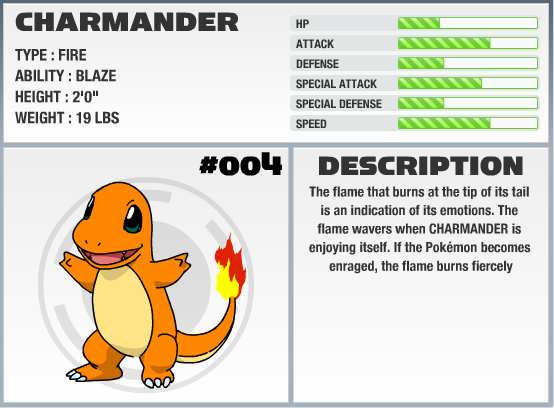 CHARMANDER
TYPE : FIRE
ABILITY : BLAZE
HEIGHT : 2'0"
WEIGHT : 19 LBS
HP
ATTACK
DEFENSE
SPECIAL ATTACK
SPECIAL DEFENSE
SPEED
#004
DESCRIPTION
The flame that burns at the tip of its tail
is an indication of its emotions. The
flame wavers when CHARMANDER is
enjoying itself. If the Pokémon becomes
enraged, the flame burns fiercely